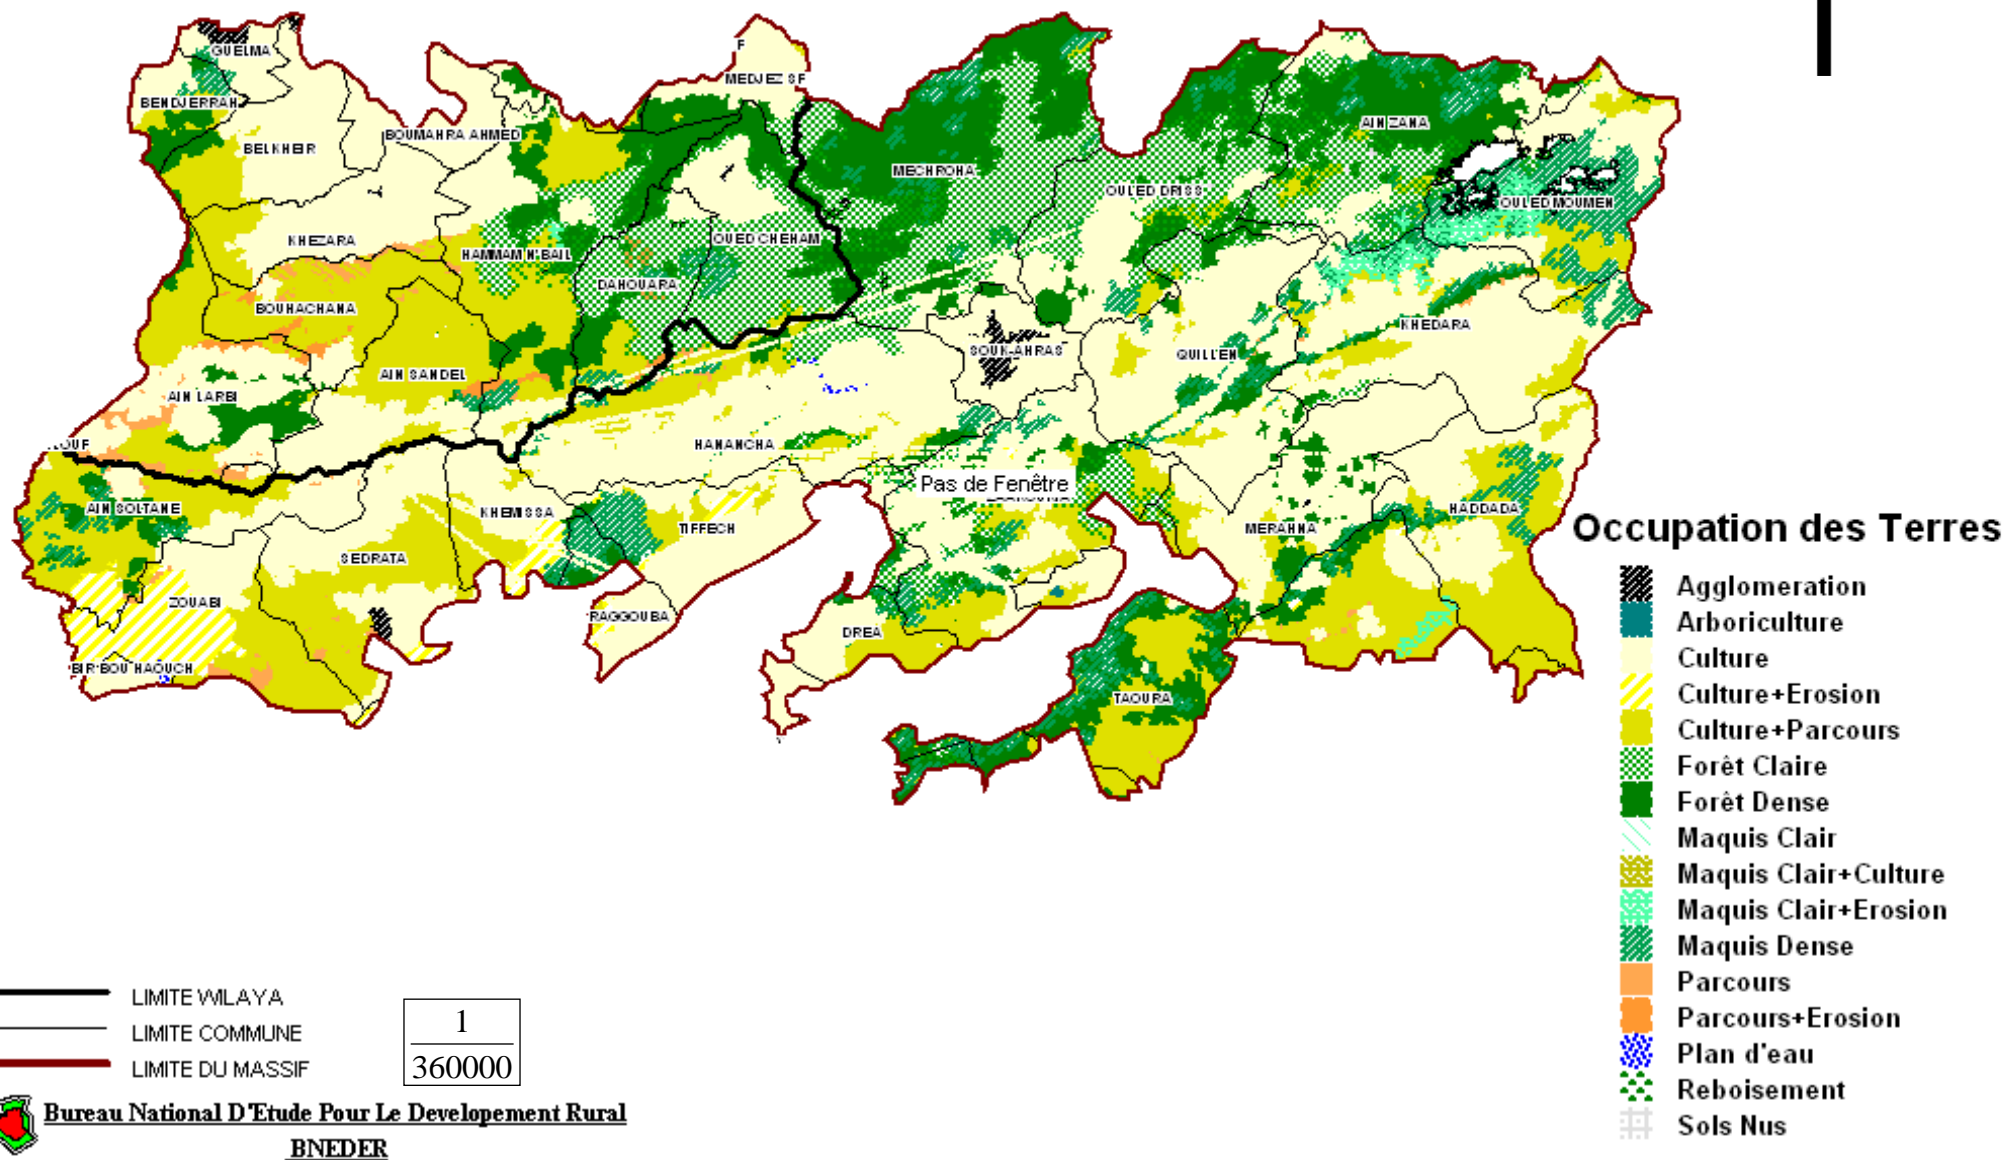 GUELMA
F
MEDJEZ SF
BENDJERRAH
BOUMAHRA AHMED
BELKHEIR
AIN ZANA
MECHROHA
OULED DRISS
OULED MOUMEN
KHEZARA
OUED CHEHAM
HAMMAM N'BAIL
DAHOUARA
BOUHACHANA
KHEDARA
SOUK-AHRAS
QUILLEN
AIN SANDEL
AIN LARBI
HANANCHA
Pas de Fenêtre
AIN SOLTANE
KHEMISSA
TIFFECH
HADDADA
MERAHNA
SEDRATA
ZOUABI
RAGGOUBA
DREA
BIR BOU HAOUCH
TAOURA
Occupation des Terres
Agglomeration
Arboriculture
Culture
Culture+Erosion
Culture+Parcours
Forêt Claire
Forêt Dense
Maquis Clair
Maquis Clair+Culture
Maquis Clair+Erosion
Maquis Dense
Parcours
Parcours+Erosion
Plan d'eau
Reboisement
Sols Nus
LIMITE WILAYA
LIMITE COMMUNE
LIMITE DU MASSIF
1
360000
Bureau National D'Etude Pour Le Developement Rural
BNEDER